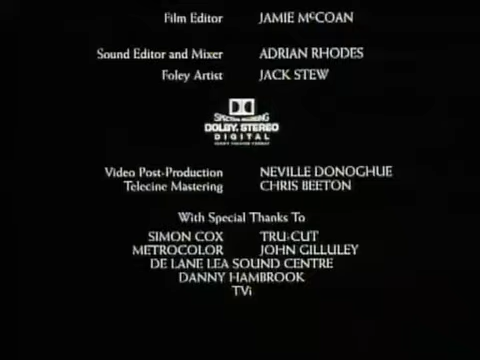 Film Editor JAMIE McCOAN
Sound Editor and Mixer ADRIAN RHODES
Foley Artist JACK STEW
SPECTRAL RECORDING
DOLBY STEREO
DIGITAL
Video Post-Production NEVILLE DONOGHUE
Telecine Mastering CHRIS BEETON
With Special Thanks To
SIMON COX TRU-CUT
METROCOLOR JOHN GILLULEY
DE LANE LEA SOUND CENTRE
DANNY HAMBROOK
TVi